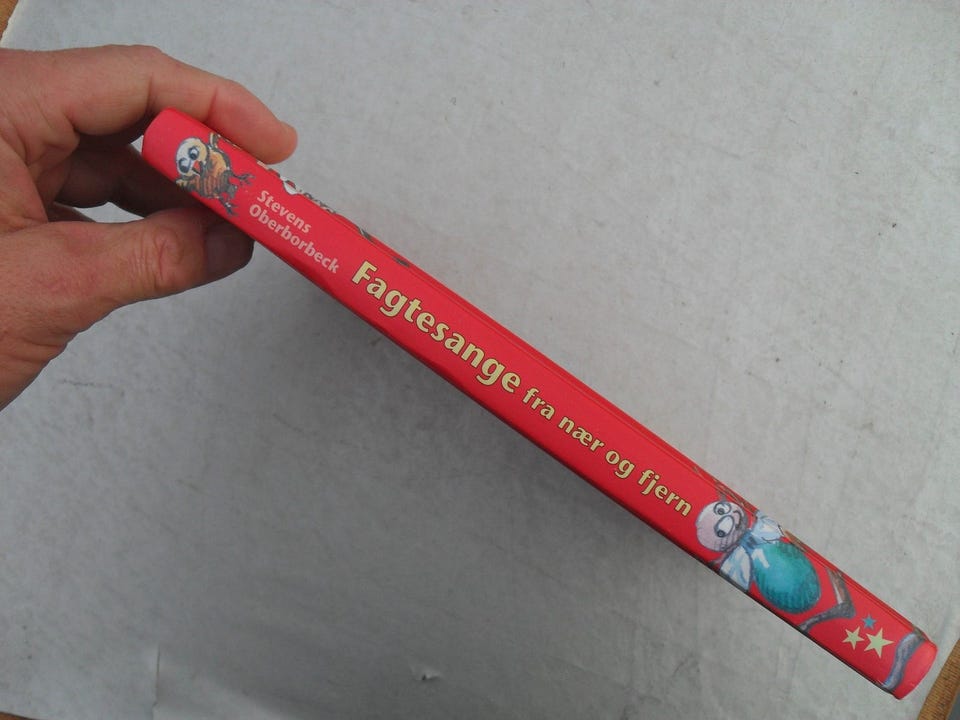 Stevens
Oberborbeck
Fagtesange fra nær og fjern